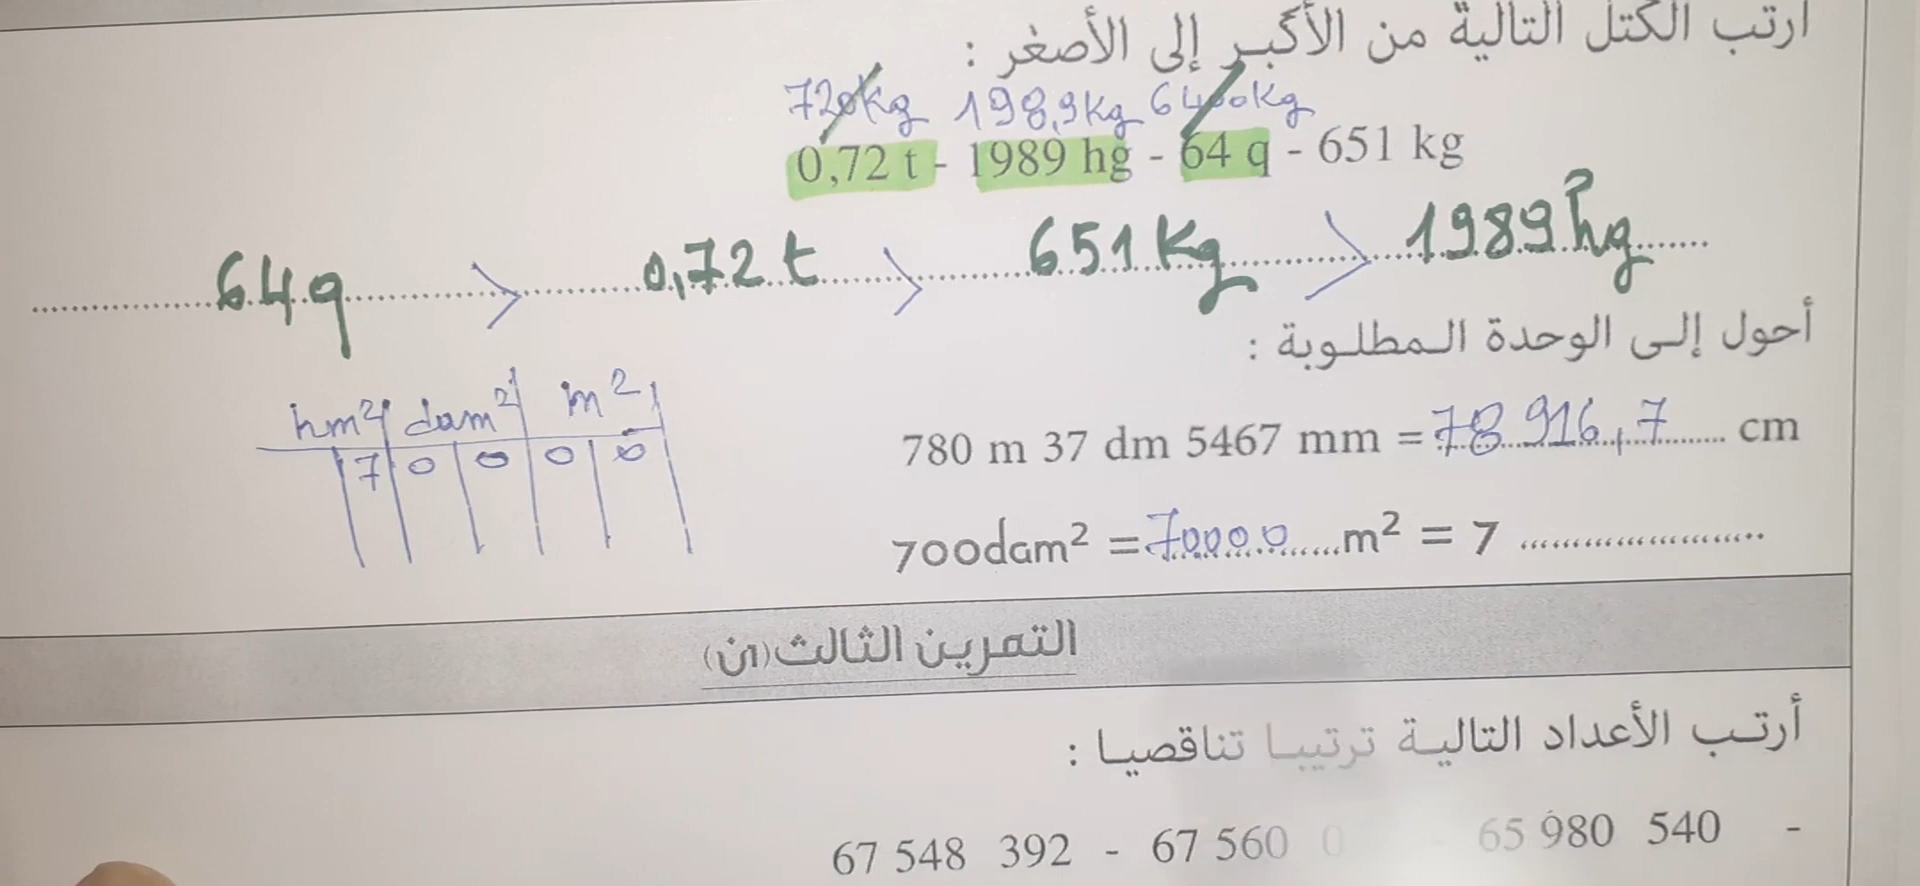 ارتب الكتل التالية من الأكبر إلى الأصغر :
720kg 198,9kg 6400kg
0,72 t - 1989 hg - 64 q - 651 kg
64q > 0,72 t > 651 Kg > 1989 hg
أحول إلى الوحدة المطلوبة :
hm² dam² m²
7 0 0 0 0
780 m 37 dm 5467 mm = 78 916,7 cm
700dam² = 70000 m² = 7
التمرين الثالث
أرتب الأعداد التالية ترتيبا تناقصيا :
67 548 392 - 67 560 0 - 65 980 540 -